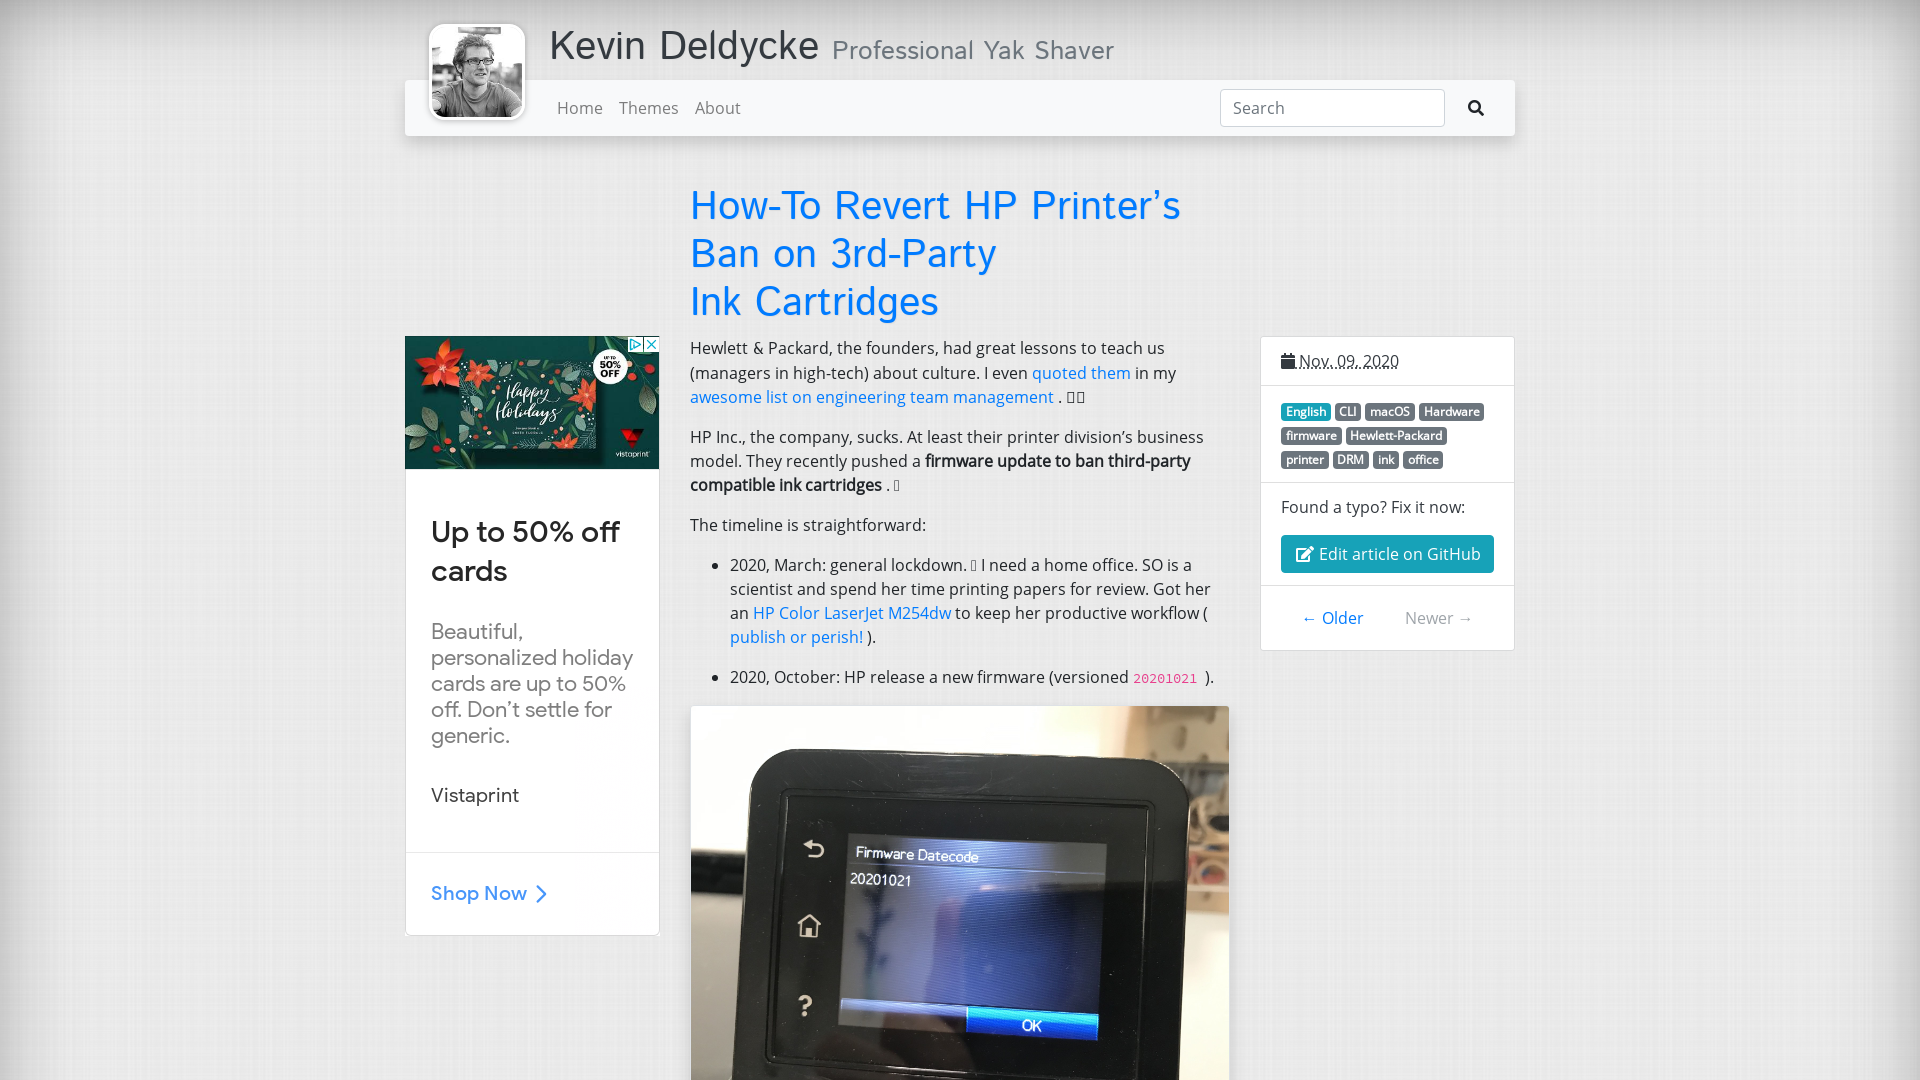 Kevin Deldycke Professional Yak Shaver
Home Themes About
Search
How-To Revert HP Printer’s
Ban on 3rd-Party
Ink Cartridges
UP TO
50%
OFF
Happy
Holidays
vistaprint
Up to 50% off
cards
Beautiful,
personalized holiday
cards are up to 50%
off. Don’t settle for
generic.
Vistaprint
Shop Now
Hewlett & Packard, the founders, had great lessons to teach us
(managers in high-tech) about culture. I even quoted them in my
awesome list on engineering team management .
HP Inc., the company, sucks. At least their printer division’s business
model. They recently pushed a firmware update to ban third-party
compatible ink cartridges .
The timeline is straightforward:
2020, March: general lockdown. I need a home office. SO is a
scientist and spend her time printing papers for review. Got her
an HP Color LaserJet M254dw to keep her productive workflow (
publish or perish! ).
2020, October: HP release a new firmware (versioned 20201021 ).
Firmware Datecode
20201021
?
OK
Nov. 09, 2020
English CLI macOS Hardware
firmware Hewlett-Packard
printer DRM ink office
Found a typo? Fix it now:
Edit article on GitHub
← Older Newer →